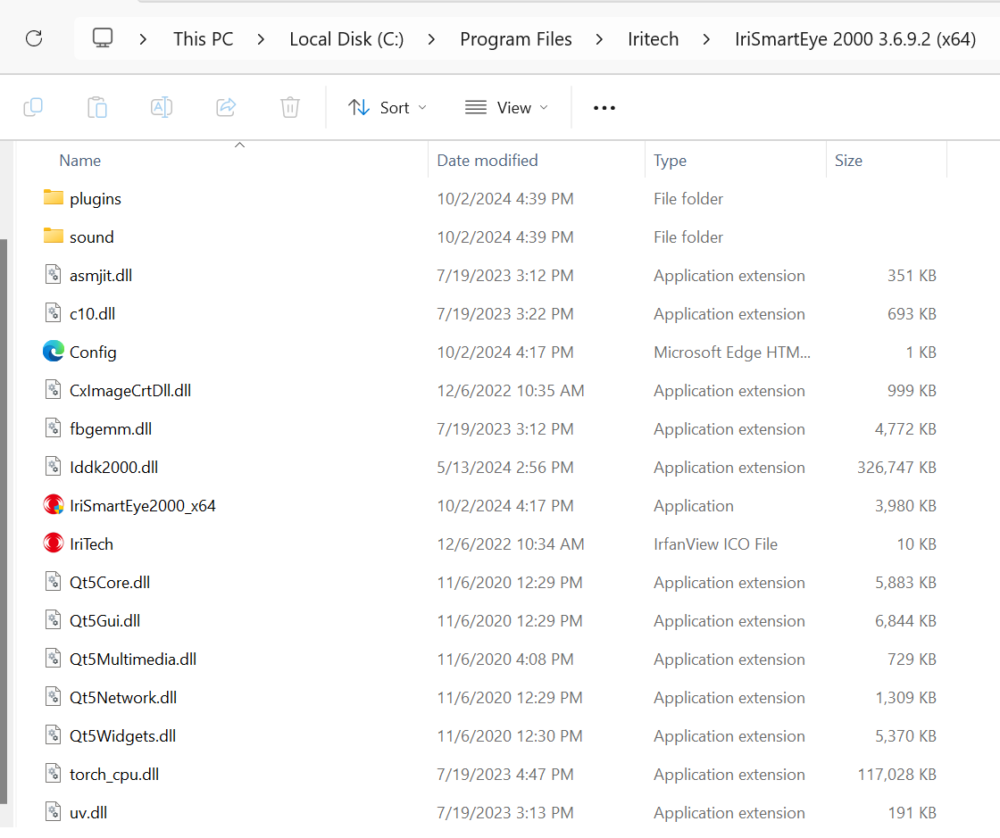 This PC > Local Disk (C:) > Program Files > Iritech > IriSmartEye 2000 3.6.9.2 (x64)
Sort View
Name Date modified Type Size
plugins 10/2/2024 4:39 PM File folder
sound 10/2/2024 4:39 PM File folder
asmjit.dll 7/19/2023 3:12 PM Application extension 351 KB
c10.dll 7/19/2023 3:22 PM Application extension 693 KB
Config 10/2/2024 4:17 PM Microsoft Edge HTM... 1 KB
CxImageCrtDll.dll 12/6/2022 10:35 AM Application extension 999 KB
fbgemm.dll 7/19/2023 3:12 PM Application extension 4,772 KB
Iddk2000.dll 5/13/2024 2:56 PM Application extension 326,747 KB
IriSmartEye2000_x64 10/2/2024 4:17 PM Application 3,980 KB
IriTech 12/6/2022 10:34 AM IrfanView ICO File 10 KB
Qt5Core.dll 11/6/2020 12:29 PM Application extension 5,883 KB
Qt5Gui.dll 11/6/2020 12:29 PM Application extension 6,844 KB
Qt5Multimedia.dll 11/6/2020 4:08 PM Application extension 729 KB
Qt5Network.dll 11/6/2020 12:29 PM Application extension 1,309 KB
Qt5Widgets.dll 11/6/2020 12:30 PM Application extension 5,370 KB
torch_cpu.dll 7/19/2023 4:47 PM Application extension 117,028 KB
uv.dll 7/19/2023 3:13 PM Application extension 191 KB